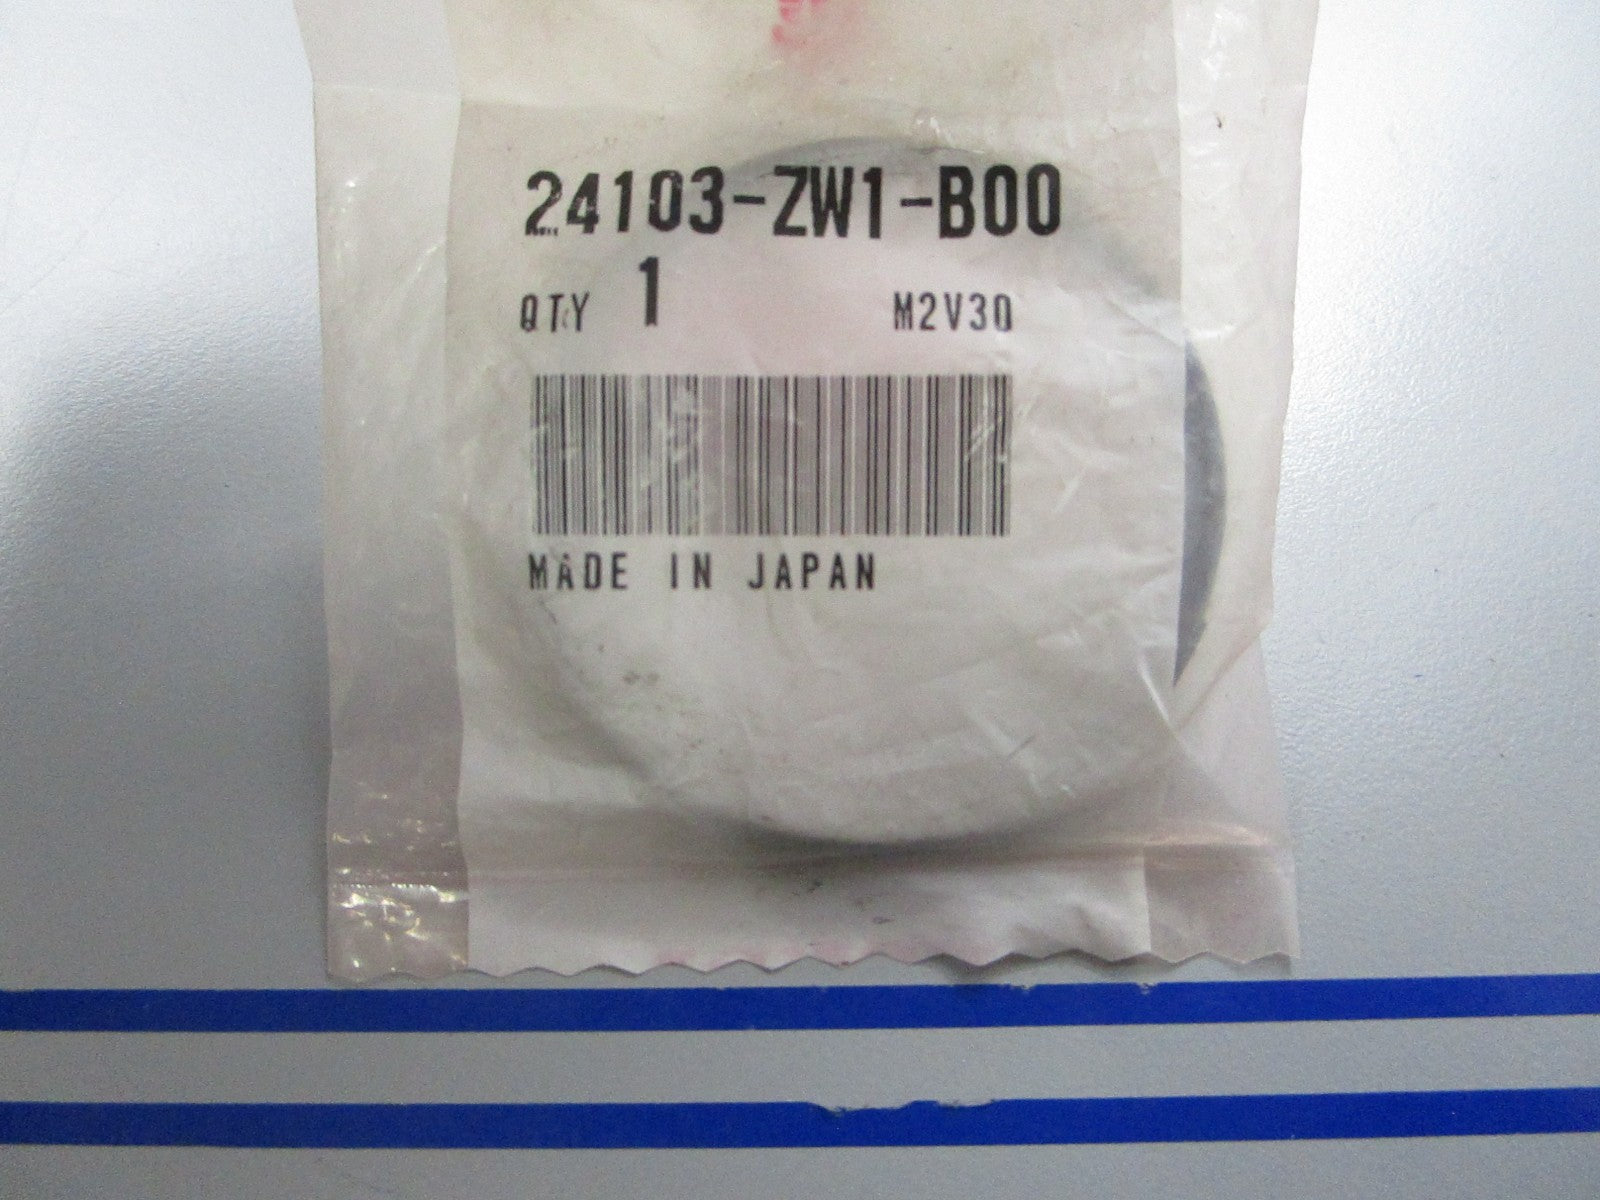 24103-ZW1-B00
QTY 1 M2V30
MADE IN JAPAN